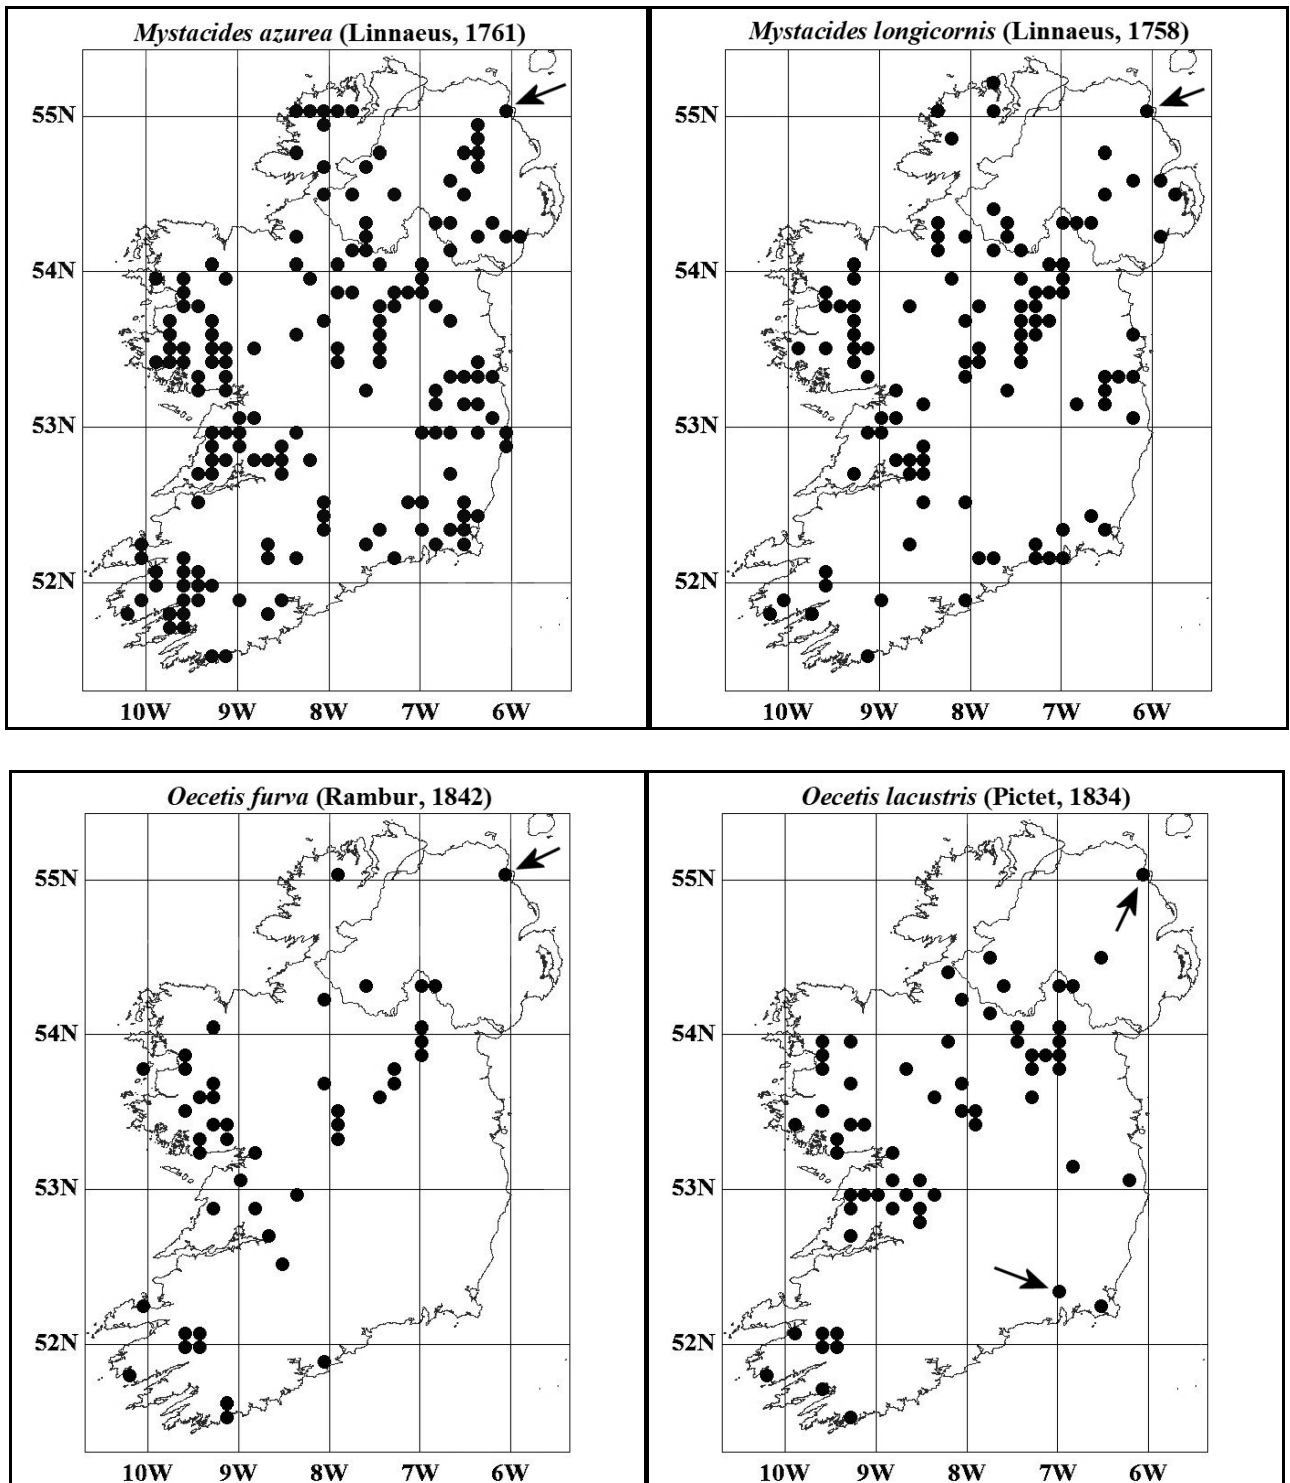 Mystacides azurea (Linnaeus, 1761)
55N
54N
53N
52N
10W 9W 8W 7W 6W
Mystacides longicornis (Linnaeus, 1758)
55N
54N
53N
52N
10W 9W 8W 7W 6W
Oecetis furva (Rambur, 1842)
55N
54N
53N
52N
10W 9W 8W 7W 6W
Oecetis lacustris (Pictet, 1834)
55N
54N
53N
52N
10W 9W 8W 7W 6W